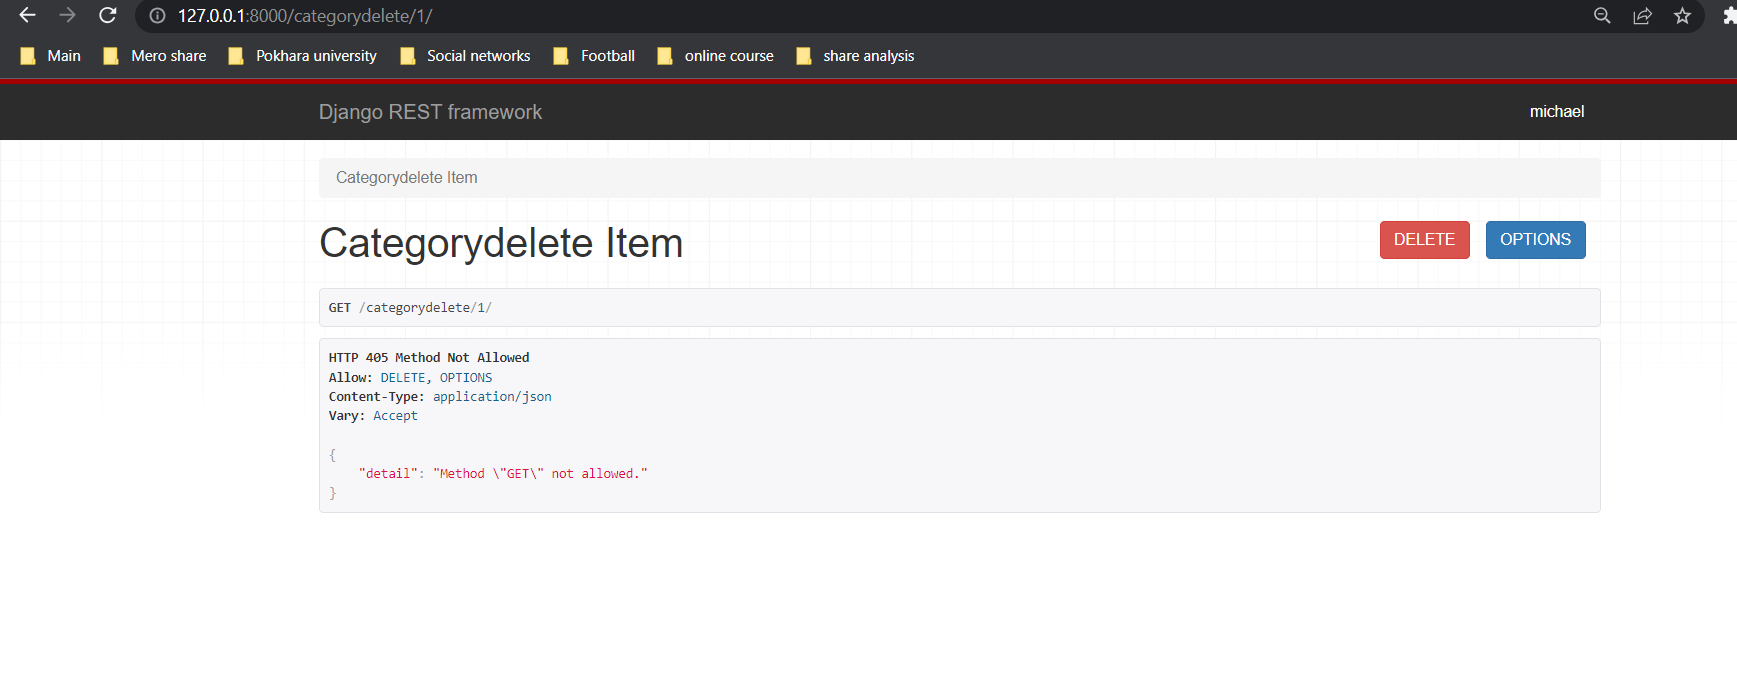 127.0.0.1:8000/categorydelete/1/
Main Mero share Pokhara university Social networks Football online course share analysis
Django REST framework michael
Categorydelete Item
Categorydelete Item DELETE OPTIONS
GET /categorydelete/1/
HTTP 405 Method Not Allowed
Allow: DELETE, OPTIONS
Content-Type: application/json
Vary: Accept
{
"detail": "Method \"GET\" not allowed."
}